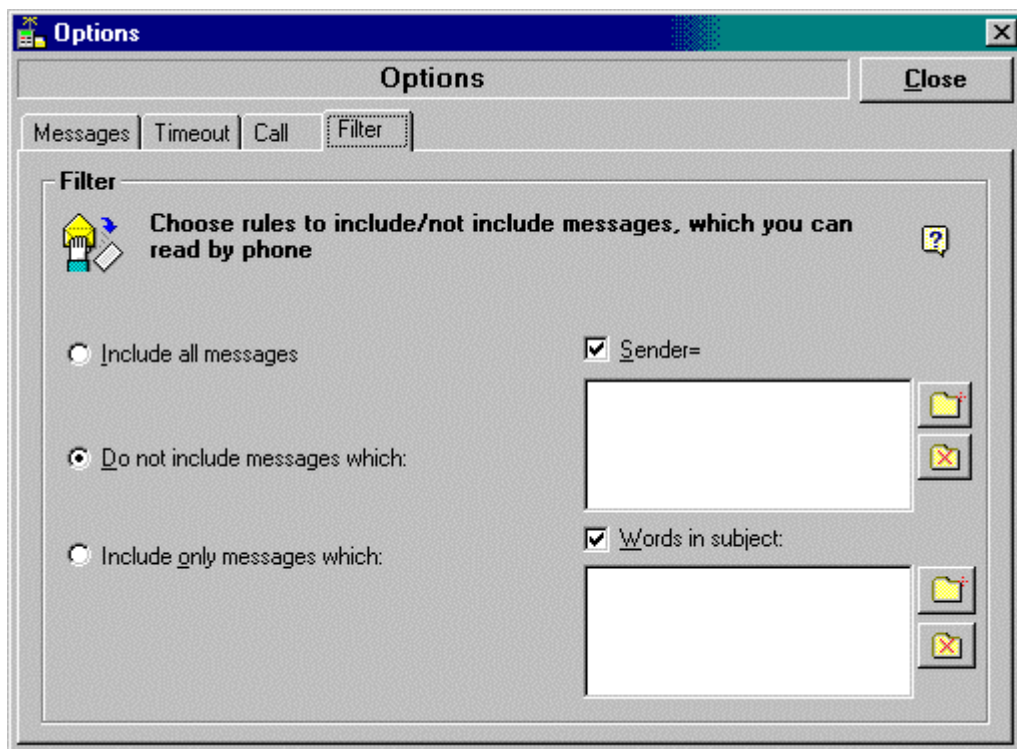 Options
Options
Close
Messages
Timeout
Call
Filter
Filter
Choose rules to include/not include messages, which you can
read by phone
?
Include all messages
Sender=
Do not include messages which:
Words in subject:
Include only messages which: